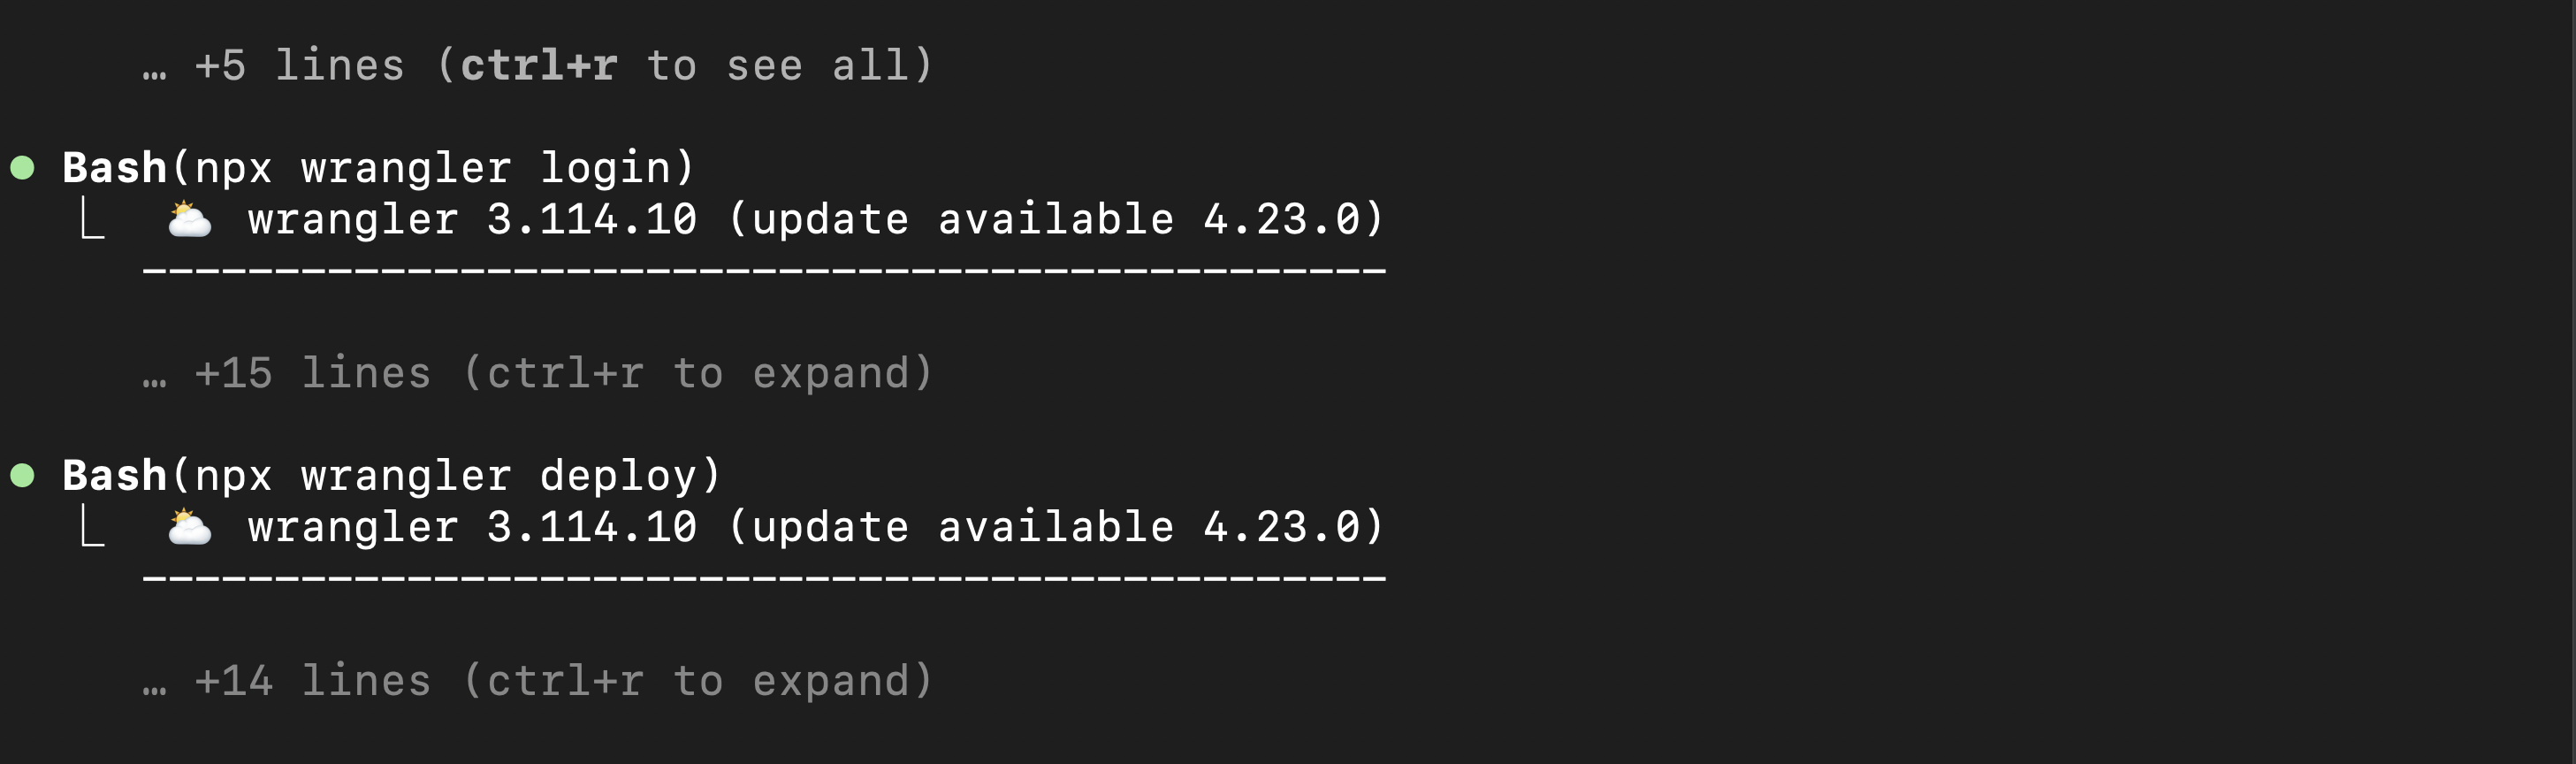 … +5 lines (ctrl+r to see all)
● Bash(npx wrangler login)
⎿  ⛅️ wrangler 3.114.10 (update available 4.23.0)
-----------------------------------------------
… +15 lines (ctrl+r to expand)
● Bash(npx wrangler deploy)
⎿  ⛅️ wrangler 3.114.10 (update available 4.23.0)
-----------------------------------------------
… +14 lines (ctrl+r to expand)